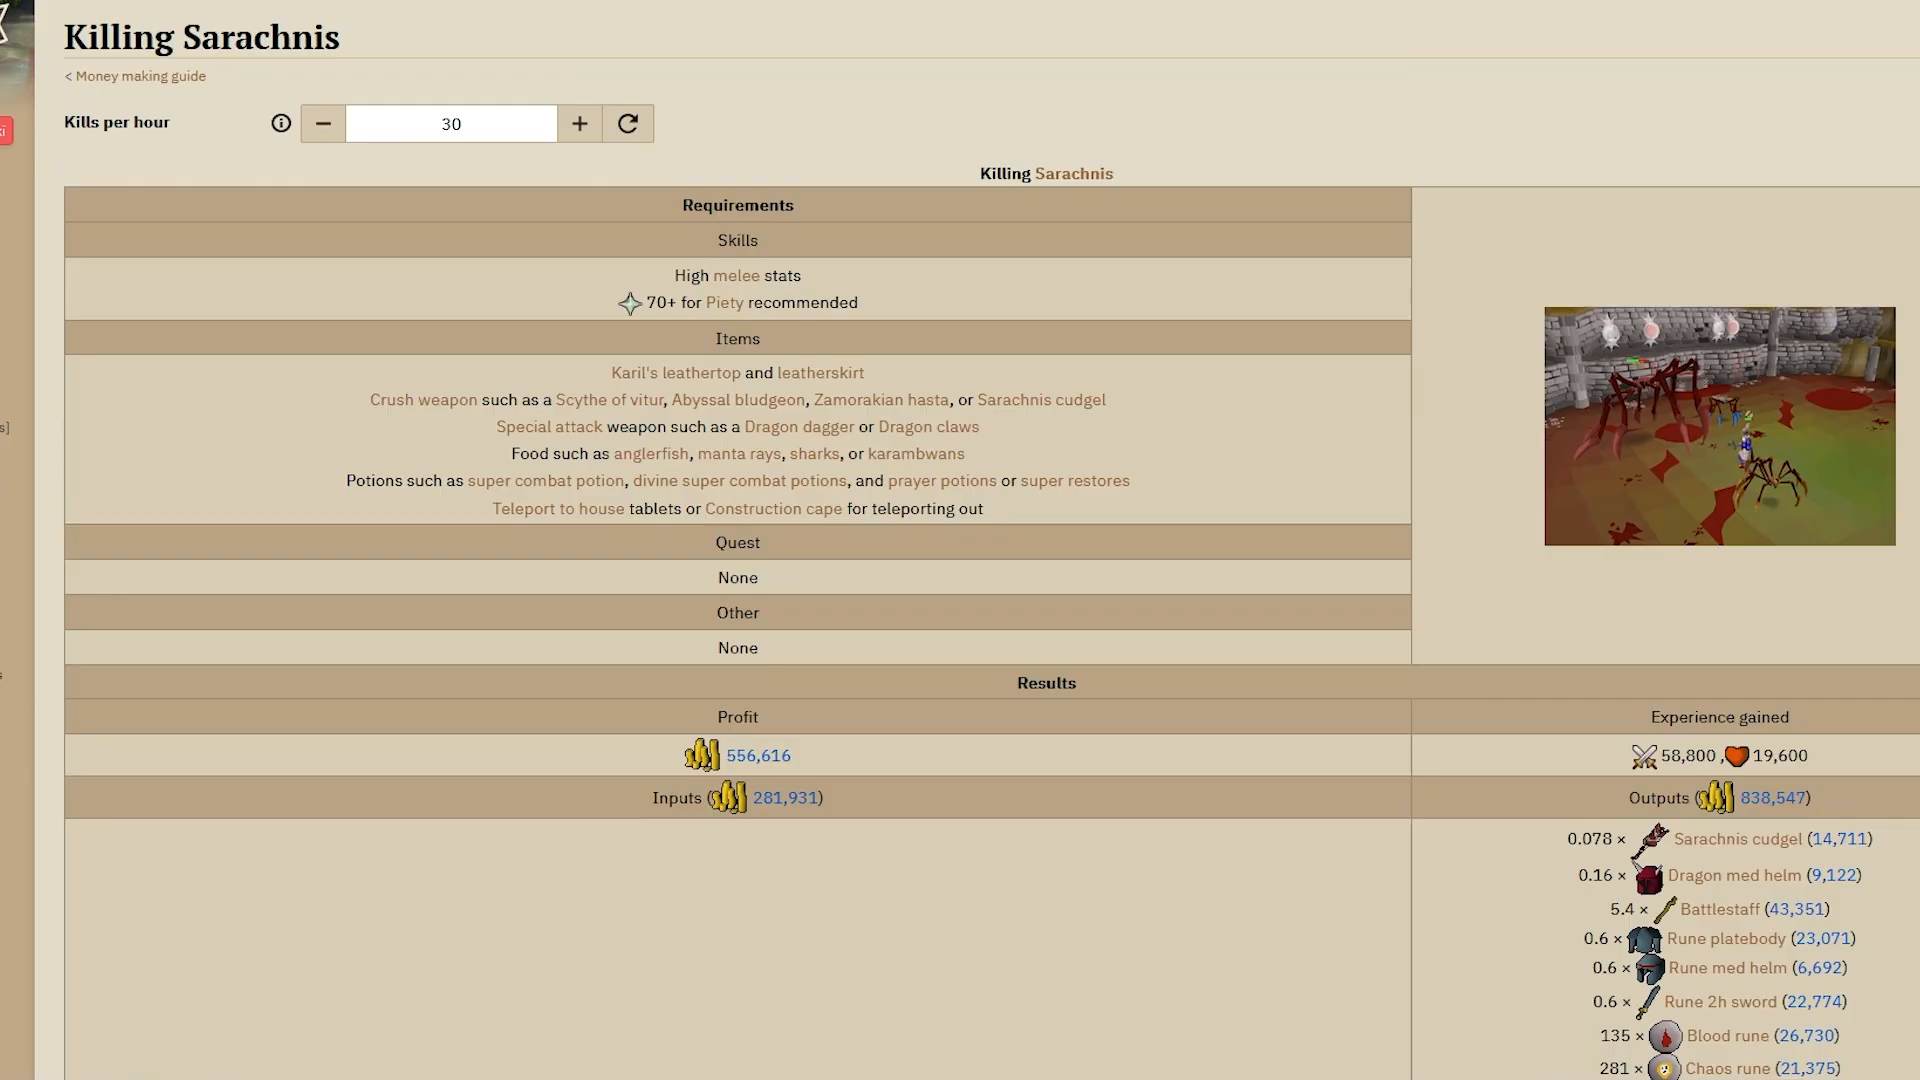 Killing Sarachnis
< Money making guide
Kills per hour
30
Killing Sarachnis
Requirements
Skills
High melee stats
70+ for Piety recommended
Items
Karil's leathertop and leatherskirt
Crush weapon such as a Scythe of vitur, Abyssal bludgeon, Zamorakian hasta, or Sarachnis cudgel
Special attack weapon such as a Dragon dagger or Dragon claws
Food such as anglerfish, manta rays, sharks, or karambwans
Potions such as super combat potion, divine super combat potions, and prayer potions or super restores
Teleport to house tablets or Construction cape for teleporting out
Quest
None
Other
None
Results
Profit
Experience gained
556,616
58,800 , 19,600
Inputs ( 281,931)
Outputs ( 838,547)
0.078 × Sarachnis cudgel (14,711)
0.16 × Dragon med helm (9,122)
5.4 × Battlestaff (43,351)
0.6 × Rune platebody (23,071)
0.6 × Rune med helm (6,692)
0.6 × Rune 2h sword (22,774)
135 × Blood rune (26,730)
281 × Chaos rune (21,375)
s]